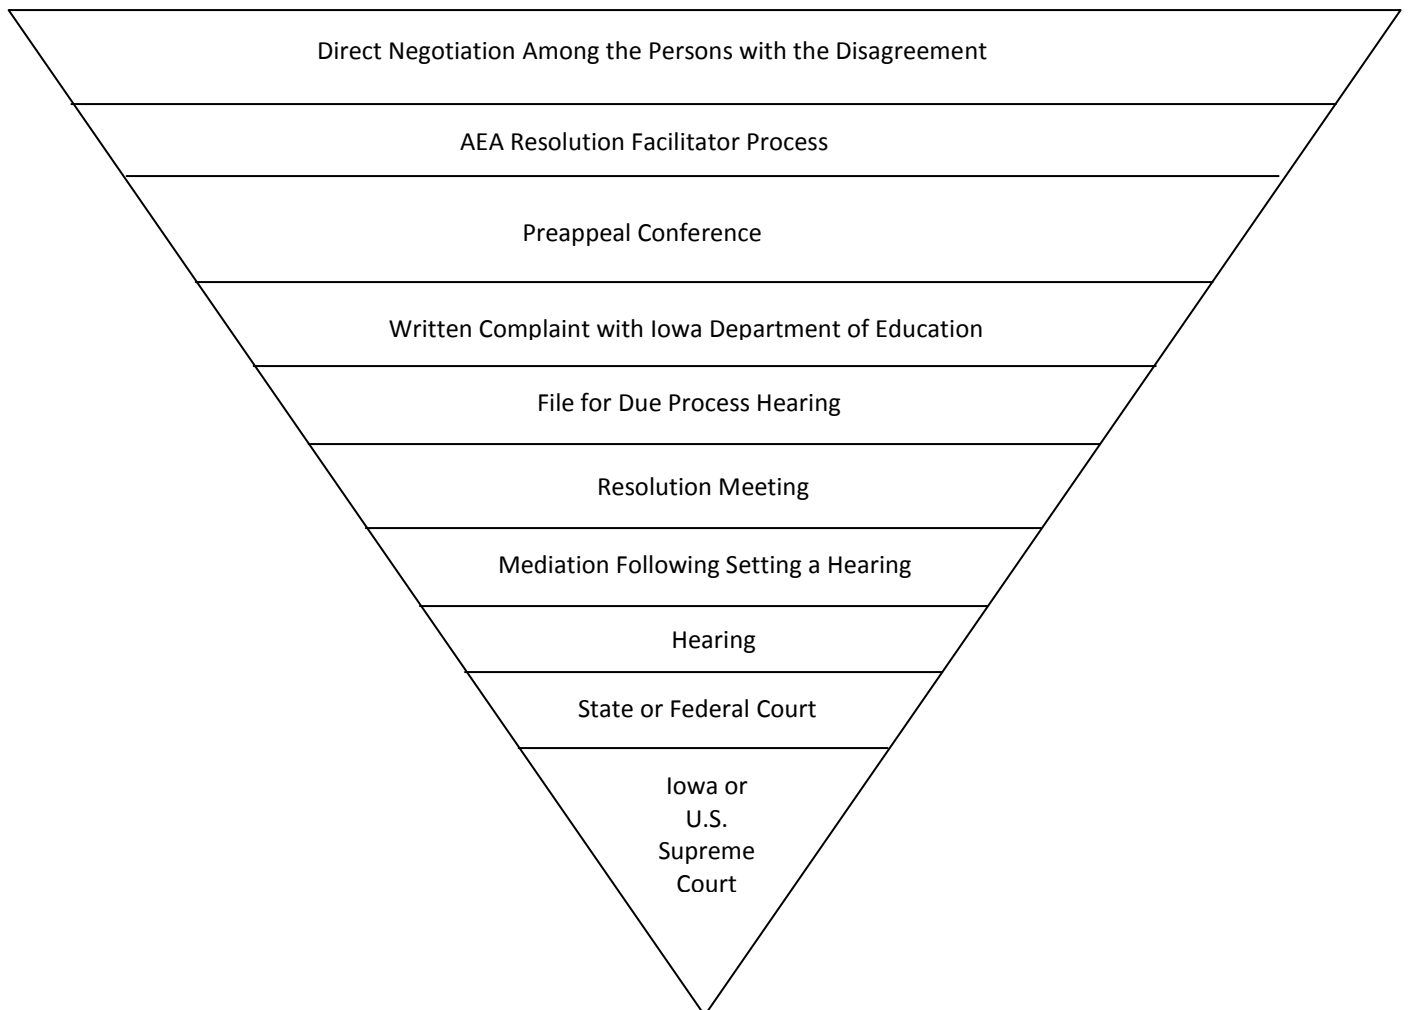 Direct Negotiation Among the Persons with the Disagreement
AEA Resolution Facilitator Process
Preappeal Conference
Written Complaint with Iowa Department of Education
File for Due Process Hearing
Resolution Meeting
Mediation Following Setting a Hearing
Hearing
State or Federal Court
Iowa or
U.S.
Supreme
Court